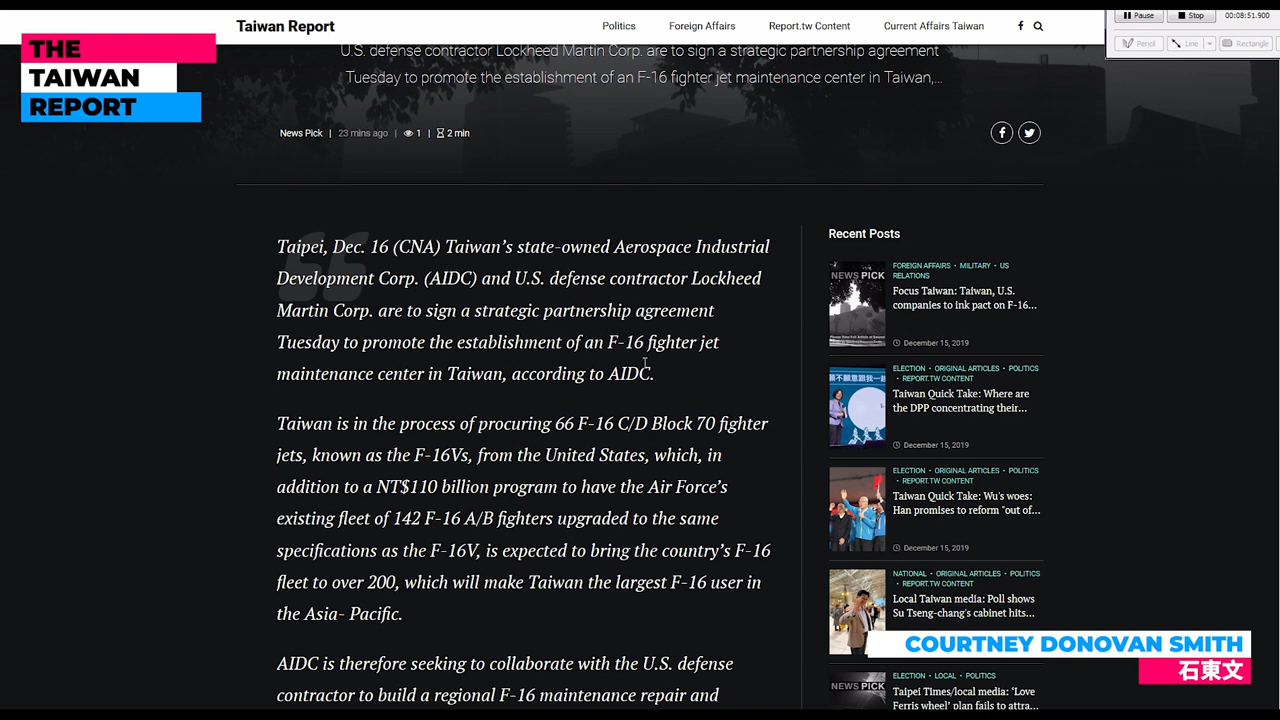 Taiwan Report
Politics
Foreign Affairs
Report.tw Content
Current Affairs Taiwan
Pause
Stop
00:08:51.900
Pencil
Line
Rectangle
THE
TAIWAN
REPORT
U.S. defense contractor Lockheed Martin Corp. are to sign a strategic partnership agreement
Tuesday to promote the establishment of an F-16 fighter jet maintenance center in Taiwan,...
News Pick | 23 mins ago | 1 | 2 min
Taipei, Dec. 16 (CNA) Taiwan's state-owned Aerospace Industrial
Development Corp. (AIDC) and U.S. defense contractor Lockheed
Martin Corp. are to sign a strategic partnership agreement
Tuesday to promote the establishment of an F-16 fighter jet
maintenance center in Taiwan, according to AIDC.
Taiwan is in the process of procuring 66 F-16 C/D Block 70 fighter
jets, known as the F-16Vs, from the United States, which, in
addition to a NT$110 billion program to have the Air Force's
existing fleet of 142 F-16 A/B fighters upgraded to the same
specifications as the F-16V, is expected to bring the country's F-16
fleet to over 200, which will make Taiwan the largest F-16 user in
the Asia- Pacific.
AIDC is therefore seeking to collaborate with the U.S. defense
contractor to build a regional F-16 maintenance repair and
Recent Posts
NEWS PICK
FOREIGN AFFAIRS • MILITARY • US
RELATIONS
Focus Taiwan: Taiwan, U.S.
companies to ink pact on F-16...
December 15, 2019
ELECTION • ORIGINAL ARTICLES • POLITICS
• REPORT.TW CONTENT
Taiwan Quick Take: Where are
the DPP concentrating their...
December 15, 2019
ELECTION • ORIGINAL ARTICLES • POLITICS
• REPORT.TW CONTENT
Taiwan Quick Take: Wu's woes:
Han promises to reform "out of...
December 15, 2019
NATIONAL • ORIGINAL ARTICLES • POLITICS
• REPORT.TW CONTENT
Local Taiwan media: Poll shows
Su Tseng-chang's cabinet hits...
COURTNEY DONOVAN SMITH
石東文
NEWS PICK
ELECTION • LOCAL • POLITICS
Taipei Times/local media: 'Love
Ferris wheel' plan fails to attra...